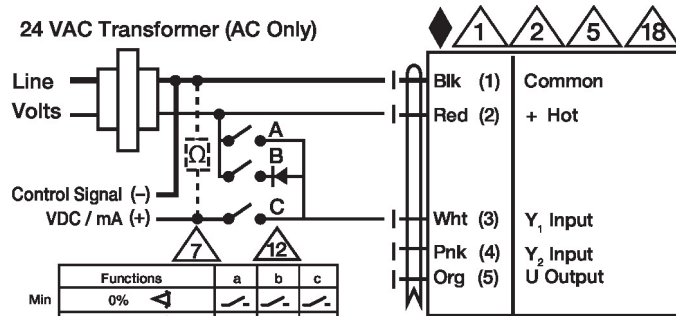 24 VAC Transformer (AC Only)
1 2 5 18
Line
Volts
Blk (1) Common
Red (2) + Hot
A
B
Ω
Control Signal (–)
VDC / mA (+)
C
Wht (3) Y₁ Input
Pnk (4) Y₂ Input
Org (5) U Output
7 12
Functions a b c
Min 0%